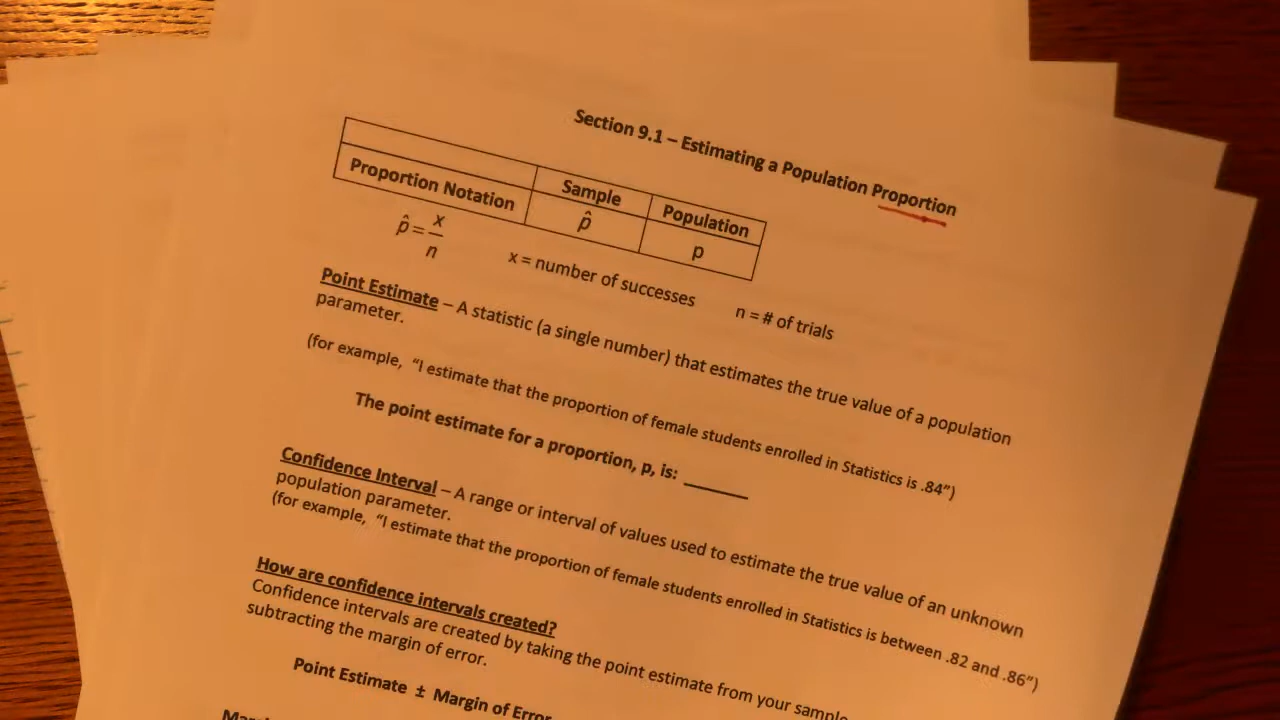 Section 9.1 – Estimating a Population Proportion
Sample Population
Proportion Notation p̂ p
p̂ = x/n x = number of successes n = # of trials
Point Estimate – A statistic (a single number) that estimates the true value of a population
parameter.
(for example, “I estimate that the proportion of female students enrolled in Statistics is .84”)
The point estimate for a proportion, p, is: ______
Confidence Interval – A range or interval of values used to estimate the true value of an unknown
population parameter.
(for example, “I estimate that the proportion of female students enrolled in Statistics is between .82 and .86”)
How are confidence intervals created?
Confidence intervals are created by taking the point estimate from your sample
subtracting the margin of error.
Point Estimate ± Margin of Error